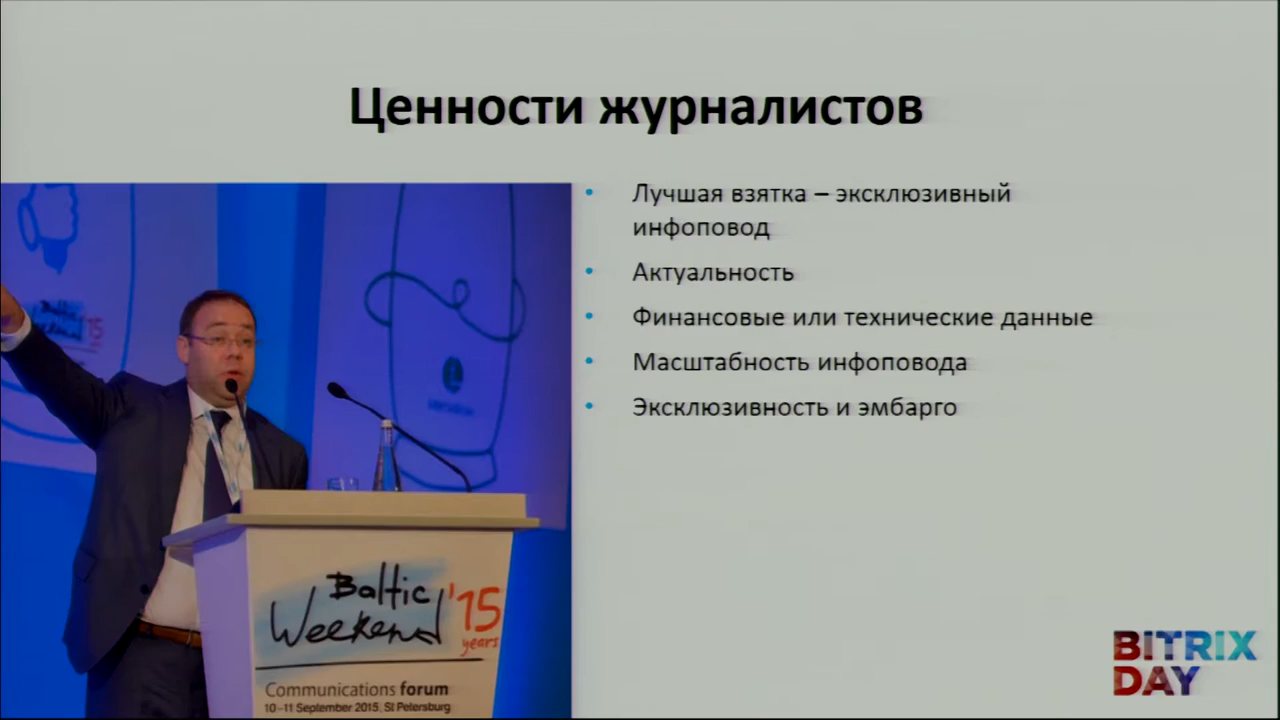 Ценности журналистов
• Лучшая взятка – эксклюзивный
инфоповод
• Актуальность
• Финансовые или технические данные
• Масштабность инфоповода
• Эксклюзивность и эмбарго
Baltic
Weekend '15
years
Communications forum
10–11 September 2015, St Petersburg
BITRIX
DAY